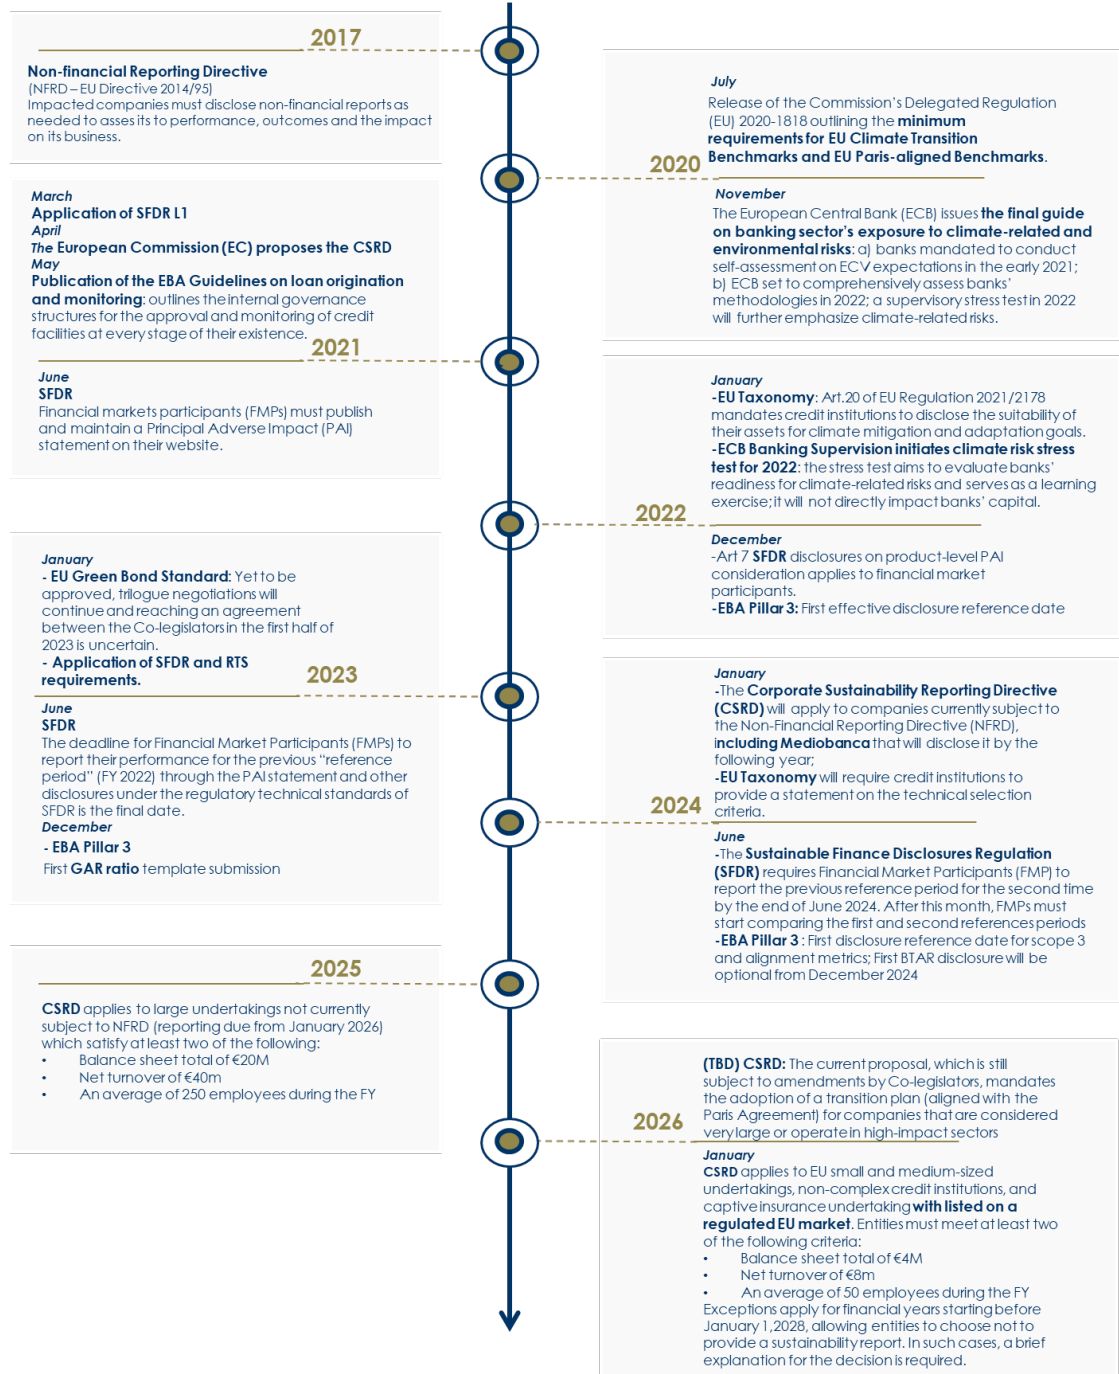 2017
Non-financial Reporting Directive
(NFRD – EU Directive 2014/95)
Impacted companies must disclose non-financial reports as
needed to asses its to performance, outcomes and the impact
on its business.
July
Release of the Commission's Delegated Regulation
(EU) 2020-1818 outlining the minimum
requirements for EU Climate Transition
Benchmarks and EU Paris-aligned Benchmarks.
2020
November
The European Central Bank (ECB) issues the final guide
on banking sector's exposure to climate-related and
environmental risks: a) banks mandated to conduct
self-assessment on ECV expectations in the early 2021;
b) ECB set to comprehensively assess banks'
methodologies in 2022; a supervisory stress test in 2022
will further emphasize climate-related risks.
March
Application of SFDR L1
April
The European Commission (EC) proposes the CSRD
May
Publication of the EBA Guidelines on loan origination
and monitoring: outlines the internal governance
structures for the approval and monitoring of credit
facilities at every stage of their existence.
2021
June
SFDR
Financial markets participants (FMPs) must publish
and maintain a Principal Adverse Impact (PAI)
statement on their website.
January
-EU Taxonomy: Art.20 of EU Regulation 2021/2178
mandates credit institutions to disclose the suitability of
their assets for climate mitigation and adaptation goals.
-ECB Banking Supervision initiates climate risk stress
test for 2022: the stress test aims to evaluate banks'
readiness for climate-related risks and serves as a learning
exercise; it will not directly impact banks' capital.
2022
December
-Art 7 SFDR disclosures on product-level PAI
consideration applies to financial market
participants.
-EBA Pillar 3: First effective disclosure reference date
January
- EU Green Bond Standard: Yet to be
approved, trilogue negotiations will
continue and reaching an agreement
between the Co-legislators in the first half of
2023 is uncertain.
- Application of SFDR and RTS
requirements.
2023
June
SFDR
The deadline for Financial Market Participants (FMPs) to
report their performance for the previous "reference
period" (FY 2022) through the PAI statement and other
disclosures under the regulatory technical standards of
SFDR is the final date.
December
- EBA Pillar 3
First GAR ratio template submission
January
-The Corporate Sustainability Reporting Directive
(CSRD) will apply to companies currently subject to
the Non-Financial Reporting Directive (NFRD),
including Mediobanca that will disclose it by the
following year;
-EU Taxonomy will require credit institutions to
provide a statement on the technical selection
criteria.
2024
June
-The Sustainable Finance Disclosures Regulation
(SFDR) requires Financial Market Participants (FMP) to
report the previous reference period for the second time
by the end of June 2024. After this month, FMPs must
start comparing the first and second references periods
-EBA Pillar 3 : First disclosure reference date for scope 3
and alignment metrics; First BTAR disclosure will be
optional from December 2024
2025
CSRD applies to large undertakings not currently
subject to NFRD (reporting due from January 2026)
which satisfy at least two of the following:
• Balance sheet total of €20M
• Net turnover of €40m
• An average of 250 employees during the FY
(TBD) CSRD: The current proposal, which is still
subject to amendments by Co-legislators, mandates
the adoption of a transition plan (aligned with the
Paris Agreement) for companies that are considered
very large or operate in high-impact sectors
2026
January
CSRD applies to EU small and medium-sized
undertakings, non-complex credit institutions, and
captive insurance undertaking with listed on a
regulated EU market. Entities must meet at least two
of the following criteria:
• Balance sheet total of €4M
• Net turnover of €8m
• An average of 50 employees during the FY
Exceptions apply for financial years starting before
January 1,2028, allowing entities to choose not to
provide a sustainability report. In such cases, a brief
explanation for the decision is required.